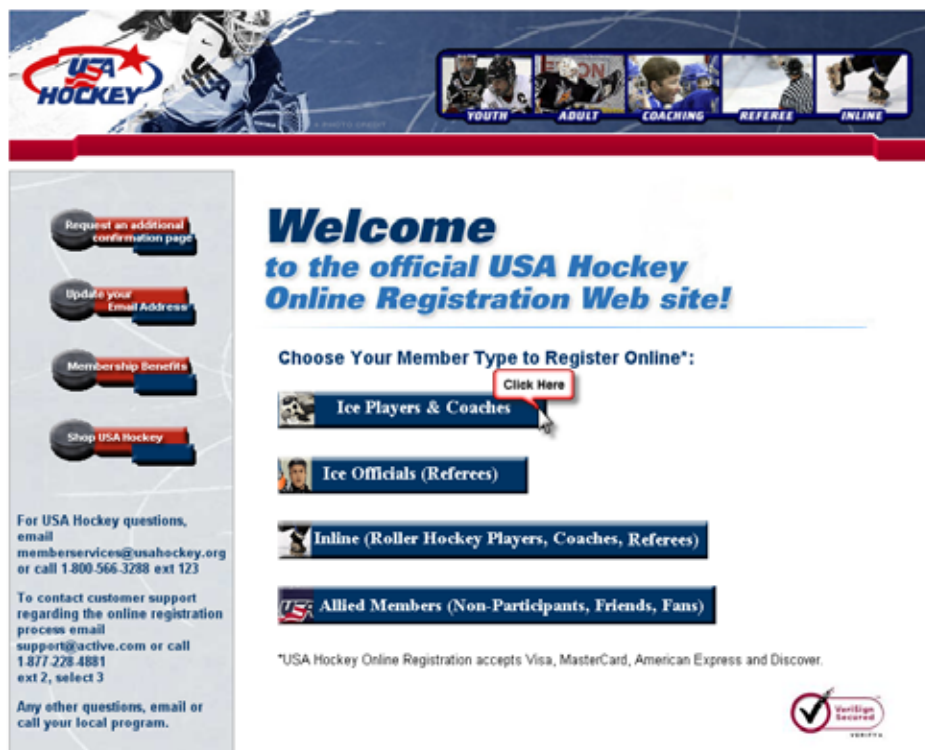 USA
HOCKEY
YOUTH
ADULT
COACHING
REFEREE
INLINE
Request an additional
confirmation page
Update your
Email Address
Membership Benefits
Shop USA Hockey
For USA Hockey questions,
email
memberservices@usahockey.org
or call 1-800-566-3288 ext 123
To contact customer support
regarding the online registration
process email
support@active.com or call
1-877-228-4881
ext 2, select 3
Any other questions, email or
call your local program.
Welcome
to the official USA Hockey
Online Registration Web site!
Choose Your Member Type to Register Online*:
Click Here
Ice Players & Coaches
Ice Officials (Referees)
Inline (Roller Hockey Players, Coaches, Referees)
USA
Allied Members (Non-Participants, Friends, Fans)
*USA Hockey Online Registration accepts Visa, MasterCard, American Express and Discover.
VeriSign
Secured